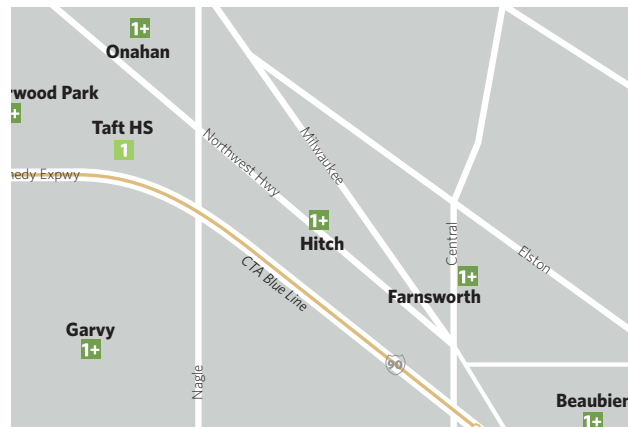 1+
Onahan
rwood Park
+
Taft HS
1
nedy Expwy
Northwest Hwy
Milwaukee
1+
Hitch
Central
Elston
1+
Farnsworth
CTA Blue Line
Garvy
1+
90
Nagle
Beaubien
1+